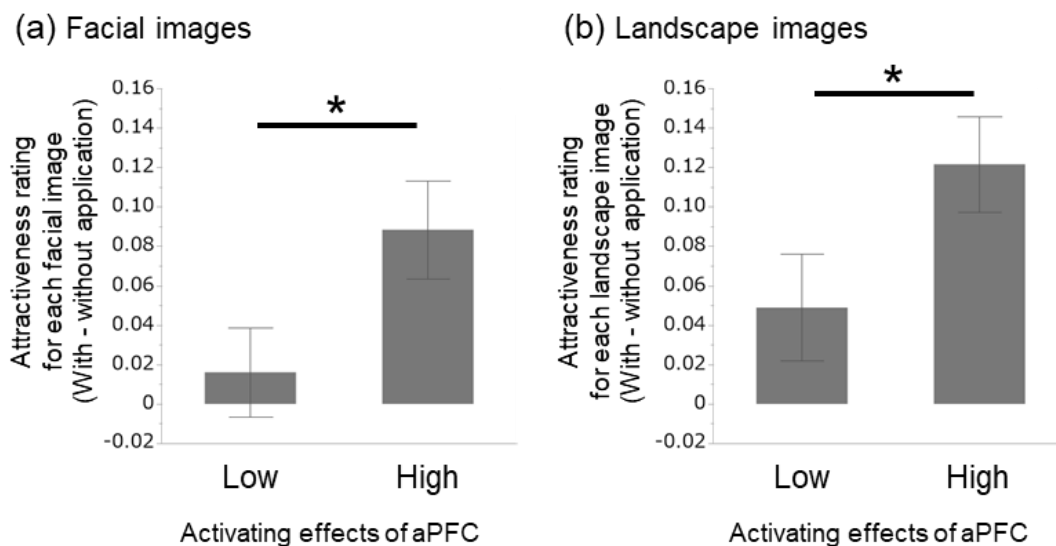 (a) Facial images
Attractiveness rating
for each facial image
(With - without application)
0.16
0.14
0.12
0.10
0.08
0.06
0.04
0.02
0
-0.02
*
Low High
Activating effects of aPFC
(b) Landscape images
Attractiveness rating
for each landscape image
(With - without application)
0.16
0.14
0.12
0.10
0.08
0.06
0.04
0.02
0
-0.02
*
Low High
Activating effects of aPFC